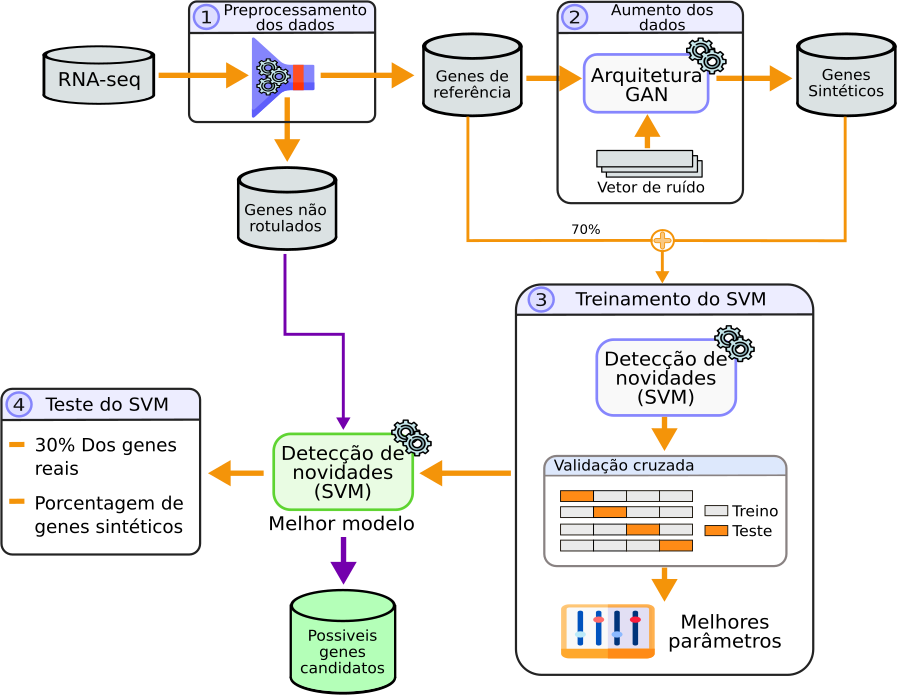 1
Preprocessamento
dos dados
RNA-seq
Genes de
referência
2
Aumento dos
dados
Arquitetura
GAN
Vetor de ruído
Genes
Sintéticos
Genes não
rotulados
70%
3
Treinamento do SVM
Detecção de
novidades
(SVM)
Validação cruzada
Treino
Teste
Melhores
parâmetros
4
Teste do SVM
30% Dos genes
reais
Porcentagem de
genes sintéticos
Detecção de
novidades
(SVM)
Melhor modelo
Possiveis
genes
candidatos